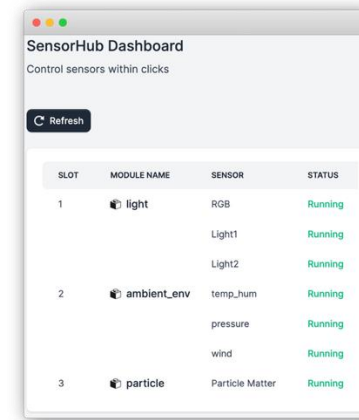 SensorHub Dashboard
Control sensors within clicks
Refresh
SLOT MODULE NAME SENSOR STATUS
1 light RGB Running
Light1 Running
Light2 Running
2 ambient_env temp_hum Running
pressure Running
wind Running
3 particle Particle Matter Running